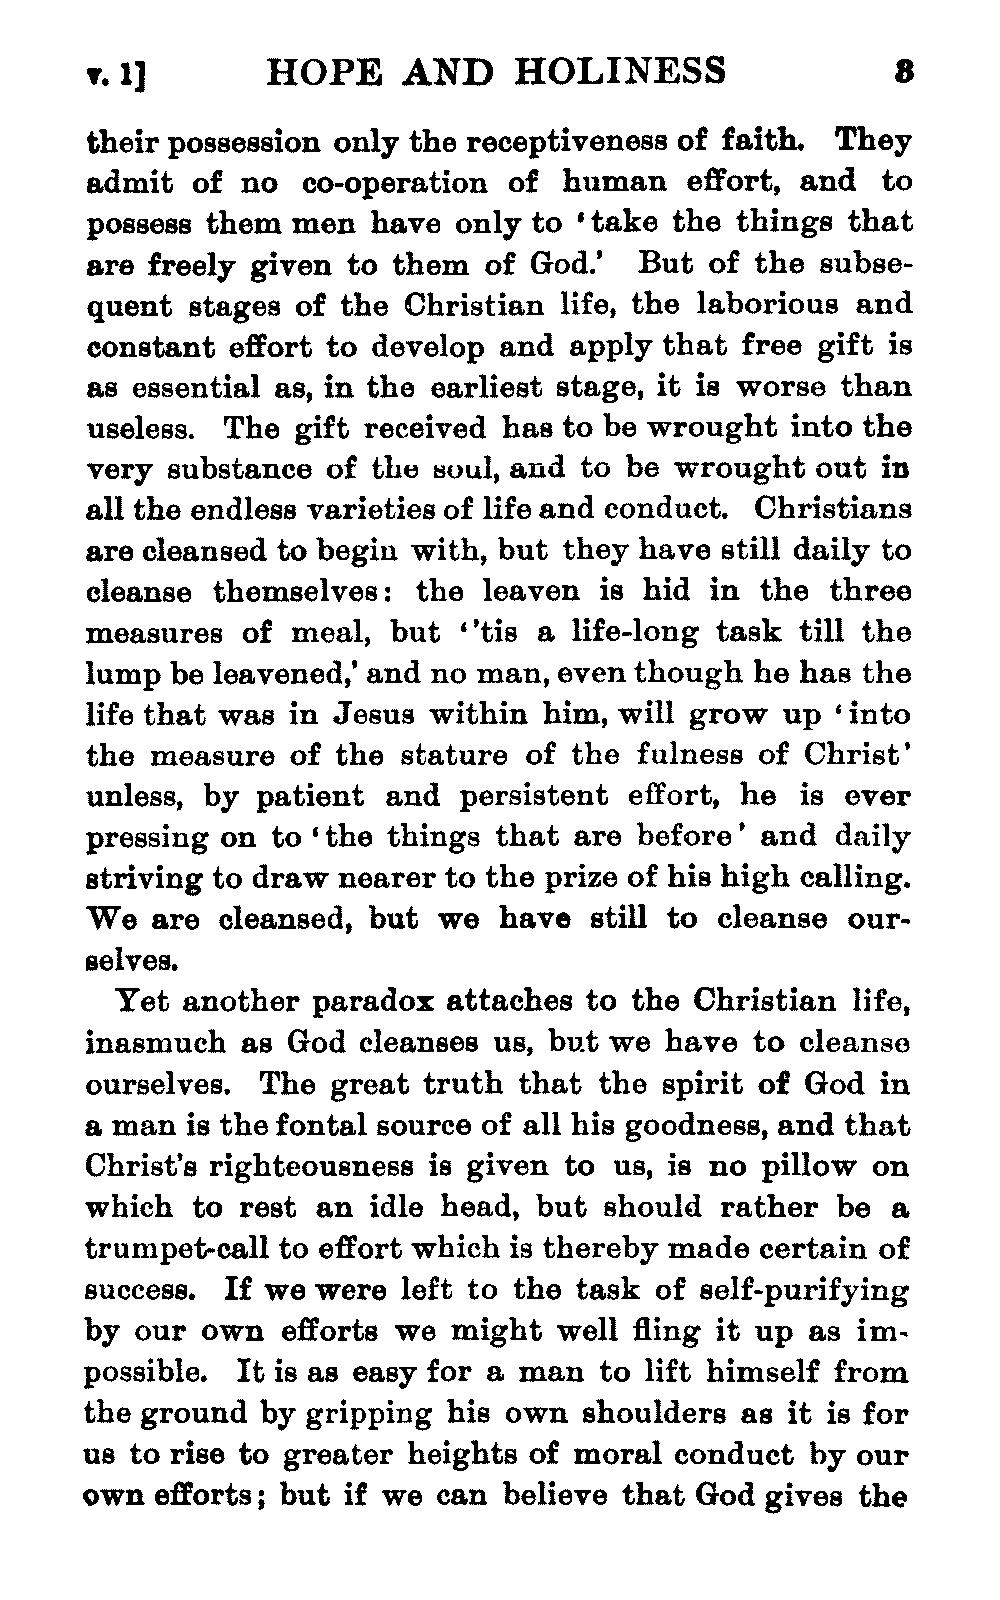 v. 1] HOPE AND HOLINESS 3
their possession only the receptiveness of faith. They
admit of no co-operation of human effort, and to
possess them men have only to ‘take the things that
are freely given to them of God.’ But of the subse-
quent stages of the Christian life, the laborious and
constant effort to develop and apply that free gift is
as essential as, in the earliest stage, it is worse than
useless. The gift received has to be wrought into the
very substance of the soul, and to be wrought out in
all the endless varieties of life and conduct. Christians
are cleansed to begin with, but they have still daily to
cleanse themselves: the leaven is hid in the three
measures of meal, but ‘’tis a life-long task till the
lump be leavened,’ and no man, even though he has the
life that was in Jesus within him, will grow up ‘into
the measure of the stature of the fulness of Christ’
unless, by patient and persistent effort, he is ever
pressing on to ‘the things that are before’ and daily
striving to draw nearer to the prize of his high calling.
We are cleansed, but we have still to cleanse our-
selves.
Yet another paradox attaches to the Christian life,
inasmuch as God cleanses us, but we have to cleanse
ourselves. The great truth that the spirit of God in
a man is the fontal source of all his goodness, and that
Christ’s righteousness is given to us, is no pillow on
which to rest an idle head, but should rather be a
trumpet-call to effort which is thereby made certain of
success. If we were left to the task of self-purifying
by our own efforts we might well fling it up as im-
possible. It is as easy for a man to lift himself from
the ground by gripping his own shoulders as it is for
us to rise to greater heights of moral conduct by our
own efforts; but if we can believe that God gives the